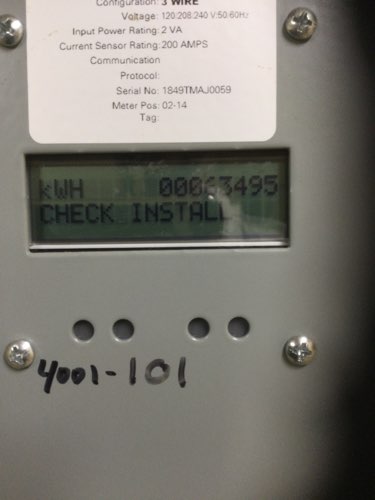 Configuration: 3 WIRE
Voltage: 120:208:240 V:50:60Hz
Input Power Rating: 2 VA
Current Sensor Rating: 200 AMPS
Communication
Protocol:
Serial No: 1849TMAJ0059
Meter Pos: 02-14
Tag:
kWH 00063495
CHECK INSTALL
4001-101